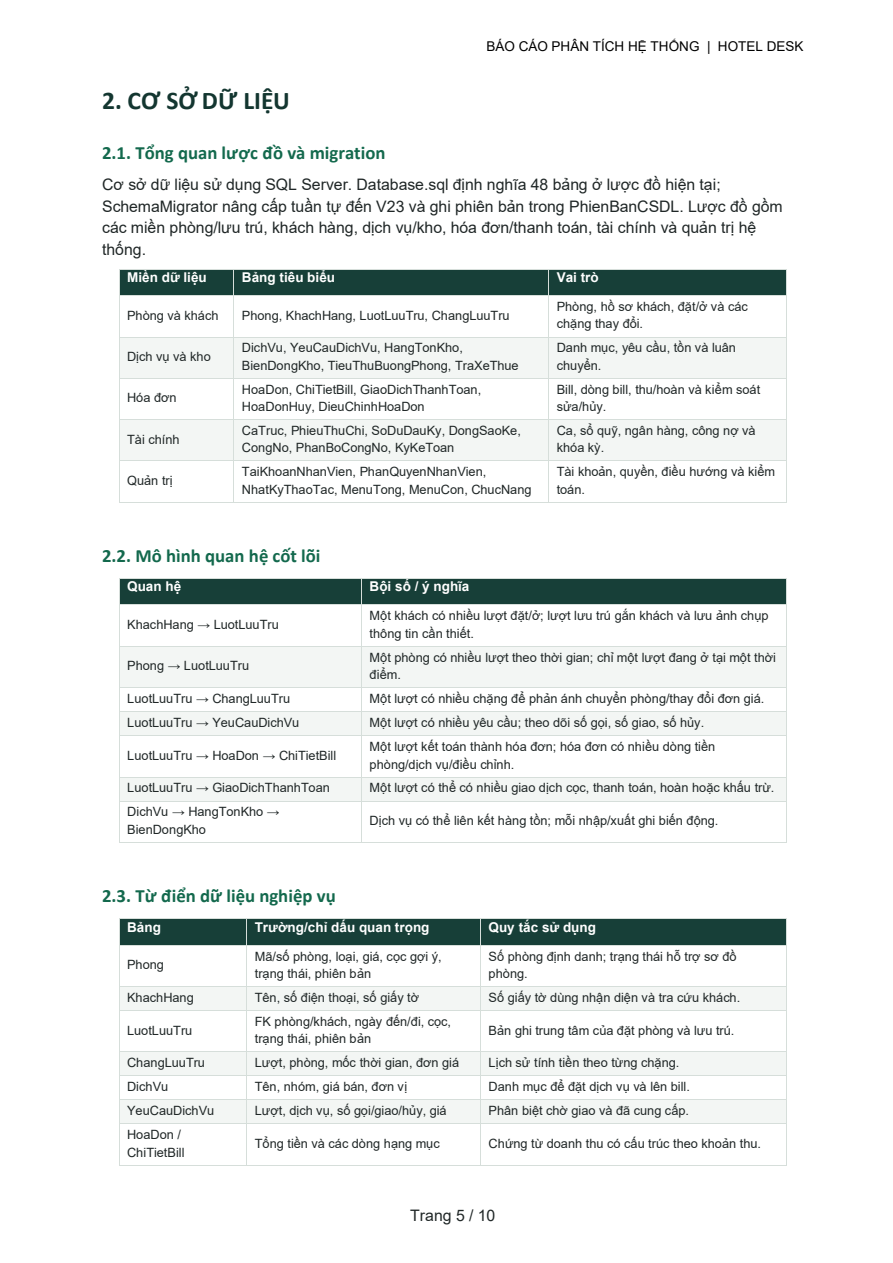 BÁO CÁO PHÂN TÍCH HỆ THỐNG | HOTEL DESK
2. CƠ SỞ DỮ LIỆU
2.1. Tổng quan lược đồ và migration
Cơ sở dữ liệu sử dụng SQL Server. Database.sql định nghĩa 48 bảng ở lược đồ hiện tại;
SchemaMigrator nâng cấp tuần tự đến V23 và ghi phiên bản trong PhienBanCSDL. Lược đồ gồm
các miền phòng/lưu trú, khách hàng, dịch vụ/kho, hóa đơn/thanh toán, tài chính và quản trị hệ
thống.
Miền dữ liệu Bảng tiêu biểu Vai trò
Phòng và khách Phong, KhachHang, LuotLuuTru, ChangLuuTru Phòng, hồ sơ khách, đặt/ở và các
chặng thay đổi.
Dịch vụ và kho DichVu, YeuCauDichVu, HangTonKho, Danh mục, yêu cầu, tồn và luân
BienDongKho, TieuThuBuongPhong, TraXeThue chuyển.
Hóa đơn HoaDon, ChiTietBill, GiaoDichThanhToan, Bill, dòng bill, thu/hoàn và kiểm soát
HoaDonHuy, DieuChinhHoaDon sửa/hủy.
Tài chính CaTruc, PhieuThuChi, SoDuDauKy, DongSaoKe, Ca, sổ quỹ, ngân hàng, công nợ và
CongNo, PhanBoCongNo, KyKeToan khóa kỳ.
Quản trị TaiKhoanNhanVien, PhanQuyenNhanVien, Tài khoản, quyền, điều hướng và kiểm
NhatKyThaoTac, MenuTong, MenuCon, ChucNang toán.
2.2. Mô hình quan hệ cốt lõi
Quan hệ Bội số / ý nghĩa
KhachHang → LuotLuuTru Một khách có nhiều lượt đặt/ở; lượt lưu trú gắn khách và lưu ảnh chụp
thông tin cần thiết.
Phong → LuotLuuTru Một phòng có nhiều lượt theo thời gian; chỉ một lượt đang ở tại một thời
điểm.
LuotLuuTru → ChangLuuTru Một lượt có nhiều chặng để phản ánh chuyển phòng/thay đổi đơn giá.
LuotLuuTru → YeuCauDichVu Một lượt có nhiều yêu cầu; theo dõi số gọi, số giao, số hủy.
LuotLuuTru → HoaDon → ChiTietBill Một lượt kết toán thành hóa đơn; hóa đơn có nhiều dòng tiền
phòng/dịch vụ/điều chỉnh.
LuotLuuTru → GiaoDichThanhToan Một lượt có thể có nhiều giao dịch cọc, thanh toán, hoàn hoặc khấu trừ.
DichVu → HangTonKho → Dịch vụ có thể liên kết hàng tồn; mỗi nhập/xuất ghi biến động.
BienDongKho
2.3. Từ điển dữ liệu nghiệp vụ
Bảng Trường/chỉ dấu quan trọng Quy tắc sử dụng
Phong Mã/số phòng, loại, giá, cọc gợi ý, Số phòng định danh; trạng thái hỗ trợ sơ đồ
trạng thái, phiên bản phòng.
KhachHang Tên, số điện thoại, số giấy tờ Số giấy tờ dùng nhận diện và tra cứu khách.
LuotLuuTru FK phòng/khách, ngày đến/đi, cọc, Bản ghi trung tâm của đặt phòng và lưu trú.
trạng thái, phiên bản
ChangLuuTru Lượt, phòng, mốc thời gian, đơn giá Lịch sử tính tiền theo từng chặng.
DichVu Tên, nhóm, giá bán, đơn vị Danh mục để đặt dịch vụ và lên bill.
YeuCauDichVu Lượt, dịch vụ, số gọi/giao/hủy, giá Phân biệt chờ giao và đã cung cấp.
HoaDon / Tổng tiền và các dòng hạng mục Chứng từ doanh thu có cấu trúc theo khoản thu.
ChiTietBill
Trang 5 / 10